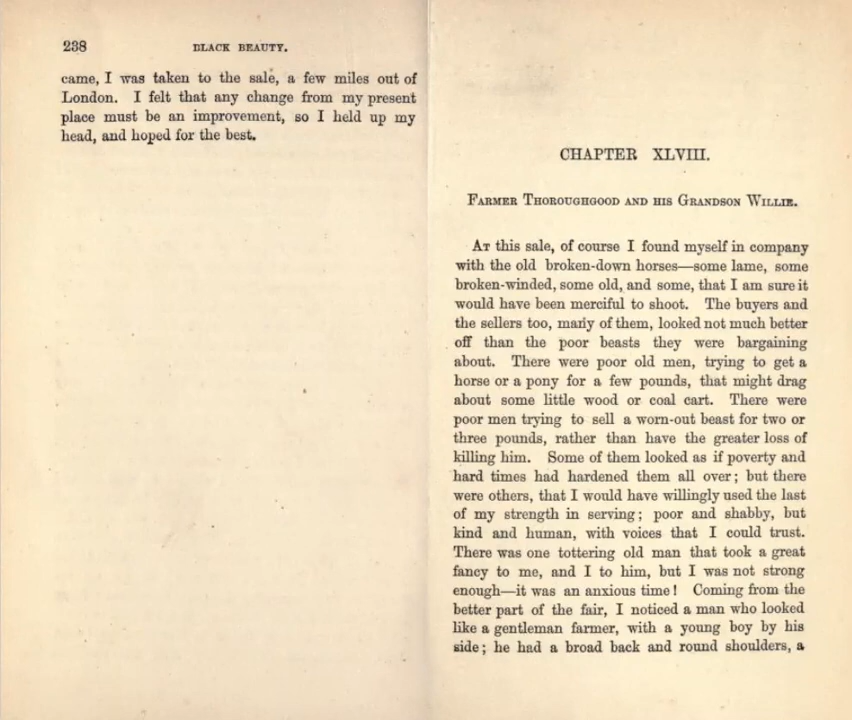 238
BLACK BEAUTY.
came, I was taken to the sale, a few miles out of
London. I felt that any change from my present
place must be an improvement, so I held up my
head, and hoped for the best.
CHAPTER XLVIII.
FARMER THOROUGHGOOD AND HIS GRANDSON WILLIE.
AT this sale, of course I found myself in company
with the old broken-down horses—some lame, some
broken-winded, some old, and some, that I am sure it
would have been merciful to shoot. The buyers and
the sellers too, many of them, looked not much better
off than the poor beasts they were bargaining
about. There were poor old men, trying to get a
horse or a pony for a few pounds, that might drag
about some little wood or coal cart. There were
poor men trying to sell a worn-out beast for two or
three pounds, rather than have the greater loss of
killing him. Some of them looked as if poverty and
hard times had hardened them all over; but there
were others, that I would have willingly used the last
of my strength in serving; poor and shabby, but
kind and human, with voices that I could trust.
There was one tottering old man that took a great
fancy to me, and I to him, but I was not strong
enough—it was an anxious time! Coming from the
better part of the fair, I noticed a man who looked
like a gentleman farmer, with a young boy by his
side; he had a broad back and round shoulders, a